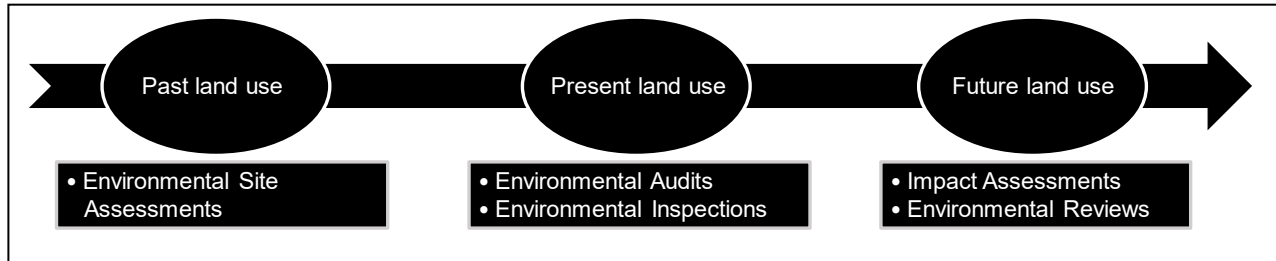 Past land use
Present land use
Future land use
• Environmental Site
Assessments
• Environmental Audits
• Environmental Inspections
• Impact Assessments
• Environmental Reviews